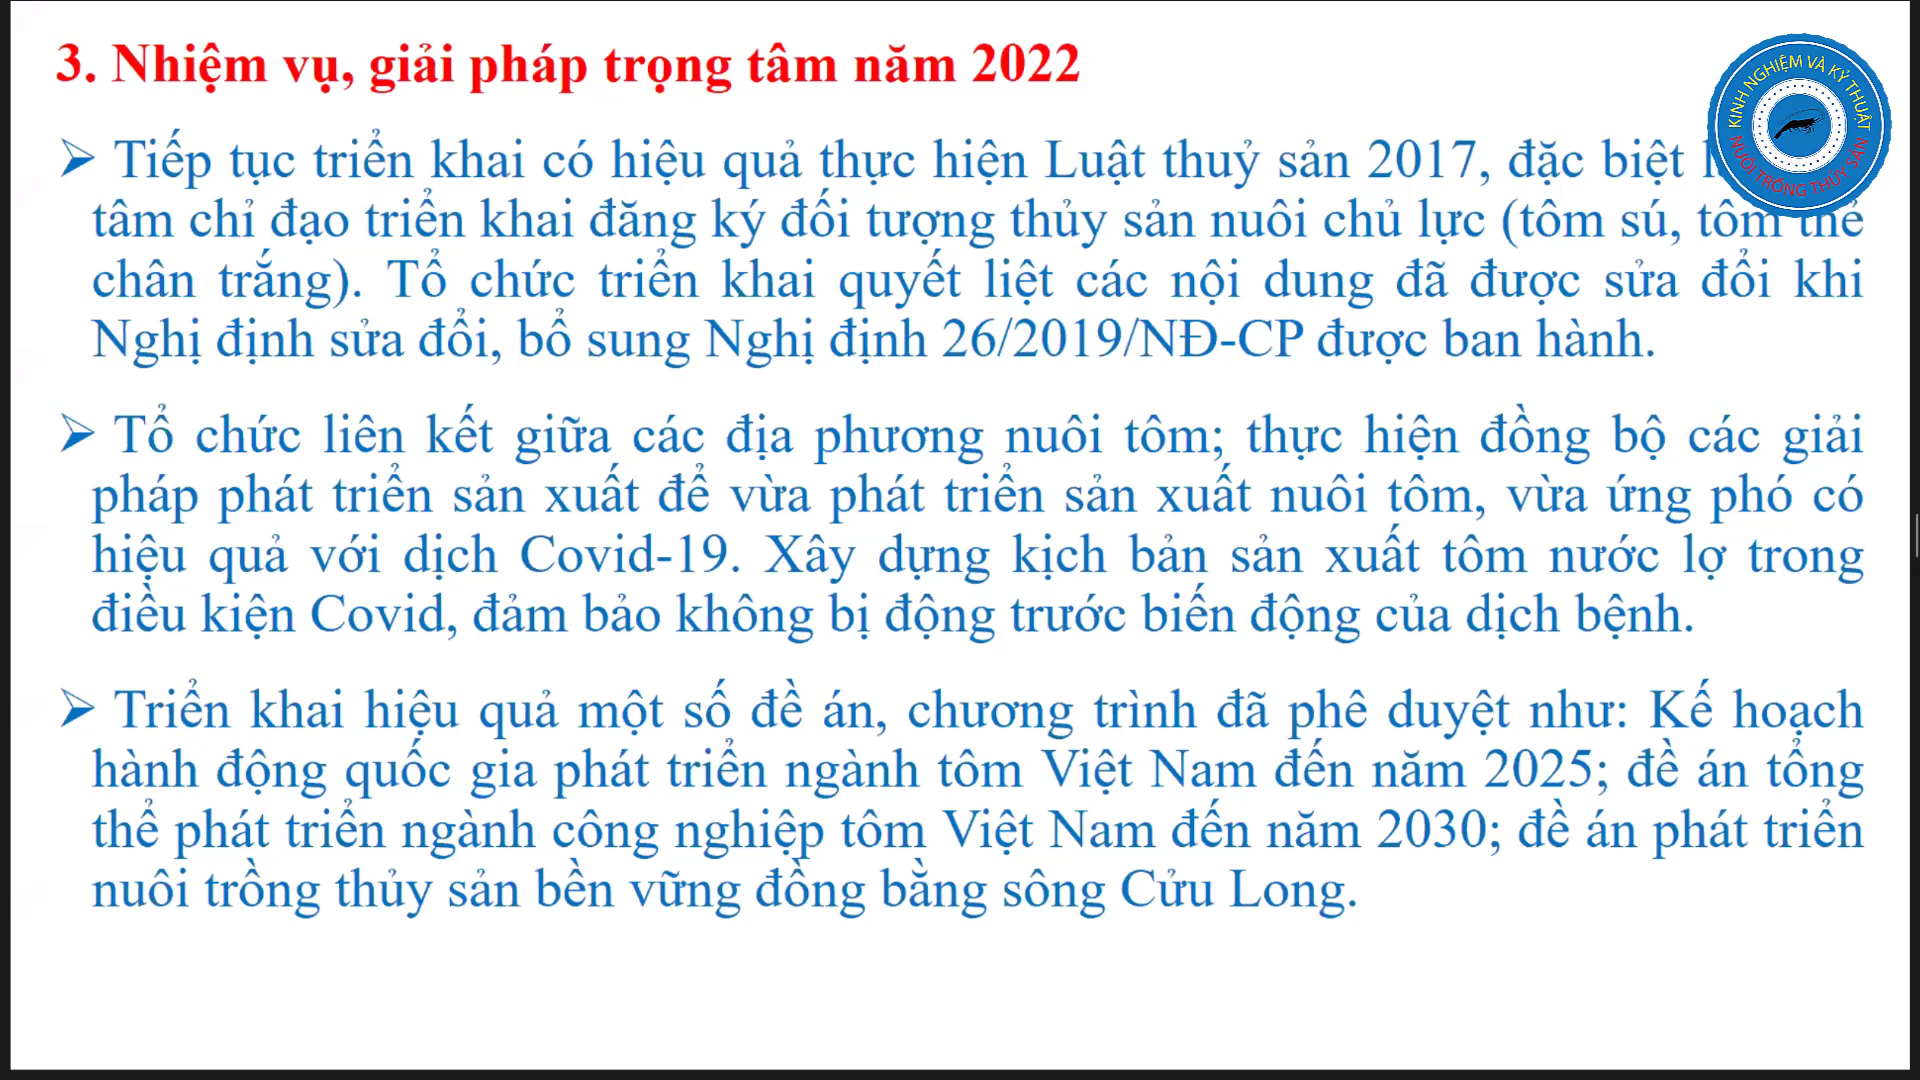 3. Nhiệm vụ, giải pháp trọng tâm năm 2022
KINH NGHIỆM VÀ KỸ THUẬT
NUÔI TRỒNG THỦY SẢN
➢ Tiếp tục triển khai có hiệu quả thực hiện Luật thuỷ sản 2017, đặc biệt
tâm chỉ đạo triển khai đăng ký đối tượng thủy sản nuôi chủ lực (tôm sú, tôm thẻ
chân trắng). Tổ chức triển khai quyết liệt các nội dung đã được sửa đổi khi
Nghị định sửa đổi, bổ sung Nghị định 26/2019/NĐ-CP được ban hành.
➢ Tổ chức liên kết giữa các địa phương nuôi tôm; thực hiện đồng bộ các giải
pháp phát triển sản xuất để vừa phát triển sản xuất nuôi tôm, vừa ứng phó có
hiệu quả với dịch Covid-19. Xây dựng kịch bản sản xuất tôm nước lợ trong
điều kiện Covid, đảm bảo không bị động trước biến động của dịch bệnh.
➢ Triển khai hiệu quả một số đề án, chương trình đã phê duyệt như: Kế hoạch
hành động quốc gia phát triển ngành tôm Việt Nam đến năm 2025; đề án tổng
thể phát triển ngành công nghiệp tôm Việt Nam đến năm 2030; đề án phát triển
nuôi trồng thủy sản bền vững đồng bằng sông Cửu Long.